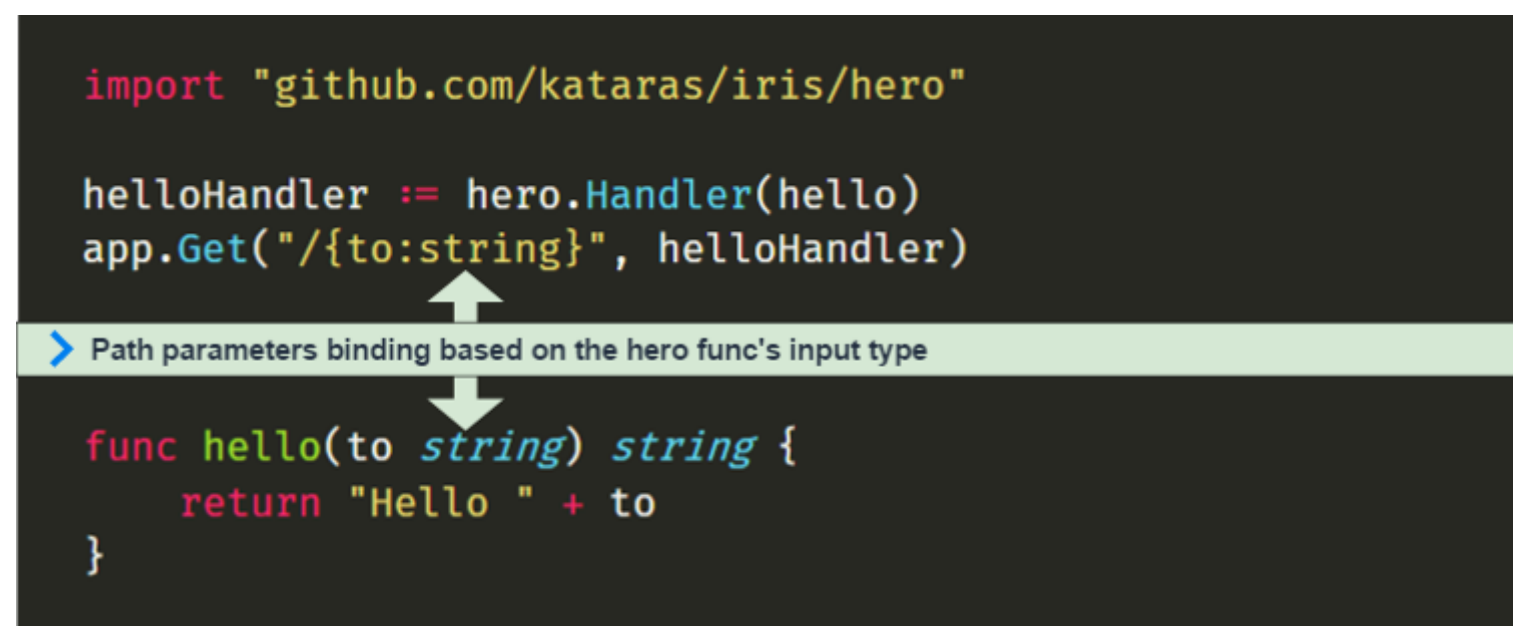 import "github.com/kataras/iris/hero"
helloHandler := hero.Handler(hello)
app.Get("/{to:string}", helloHandler)
Path parameters binding based on the hero func's input type
func hello(to string) string {
    return "Hello " + to
}